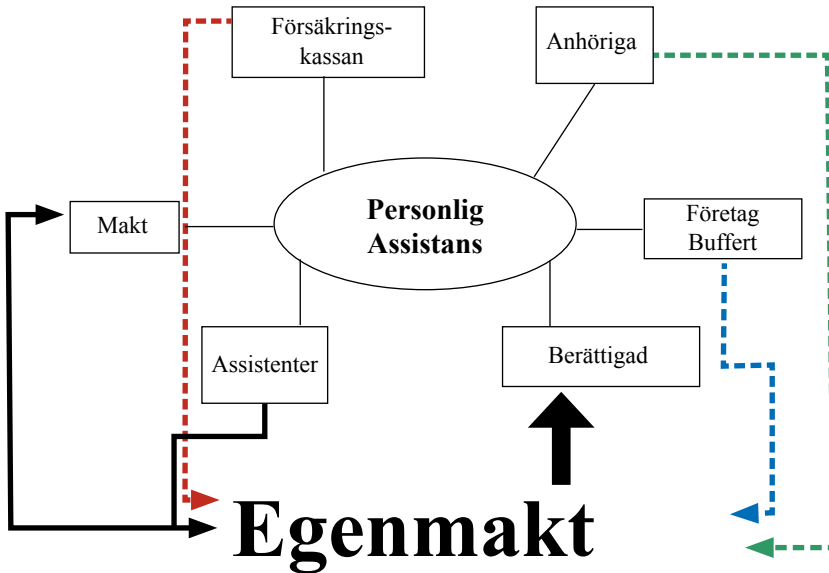 Försäkrings-
kassan
Anhöriga
Makt
Personlig
Assistans
Företag
Buffert
Assistenter
Berättigad
Egenmakt